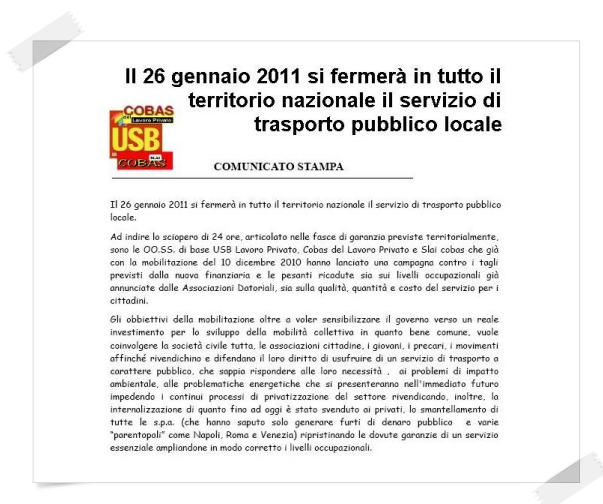 Il 26 gennaio 2011 si fermerà in tutto il
territorio nazionale il servizio di
trasporto pubblico locale
COBAS
del Lavoro Privato
USB
SLAI
COBAS
COMUNICATO STAMPA
Il 26 gennaio 2011 si fermerà in tutto il territorio nazionale il servizio di trasporto pubblico
locale.
Ad indire lo sciopero di 24 ore, articolato nelle fasce di garanzia previste territorialmente,
sono le OO.SS. di base USB Lavoro Privato, Cobas del Lavoro Privato e Slai cobas che già
con la mobilitazione del 10 dicembre 2010 hanno lanciato una campagna contro i tagli
previsti dalla nuova finanziaria e le pesanti ricadute sia sui livelli occupazionali già
annunciate dalle Associazioni Datoriali, sia sulla qualità, quantità e costo del servizio per i
cittadini.
Gli obbiettivi della mobilitazione oltre a voler sensibilizzare il governo verso un reale
investimento per lo sviluppo della mobilità collettiva in quanto bene comune, vuole
coinvolgere la società civile tutta, le associazioni cittadine, i giovani, i precari, i movimenti
affinché rivendichino e difendano il loro diritto di usufruire di un servizio di trasporto a
carattere pubblico, che sappia rispondere alle loro necessità , ai problemi di impatto
ambientale, alle problematiche energetiche che si presenteranno nell'immediato futuro
impedendo i continui processi di privatizzazione del settore rivendicando, inoltre, la
internalizzazione di quanto fino ad oggi è stato svenduto ai privati, lo smantellamento di
tutte le s.p.a. (che hanno saputo solo generare furti di denaro pubblico e varie
“parentopoli” come Napoli, Roma e Venezia) ripristinando le dovute garanzie di un servizio
essenziale ampliandone in modo corretto i livelli occupazionali.